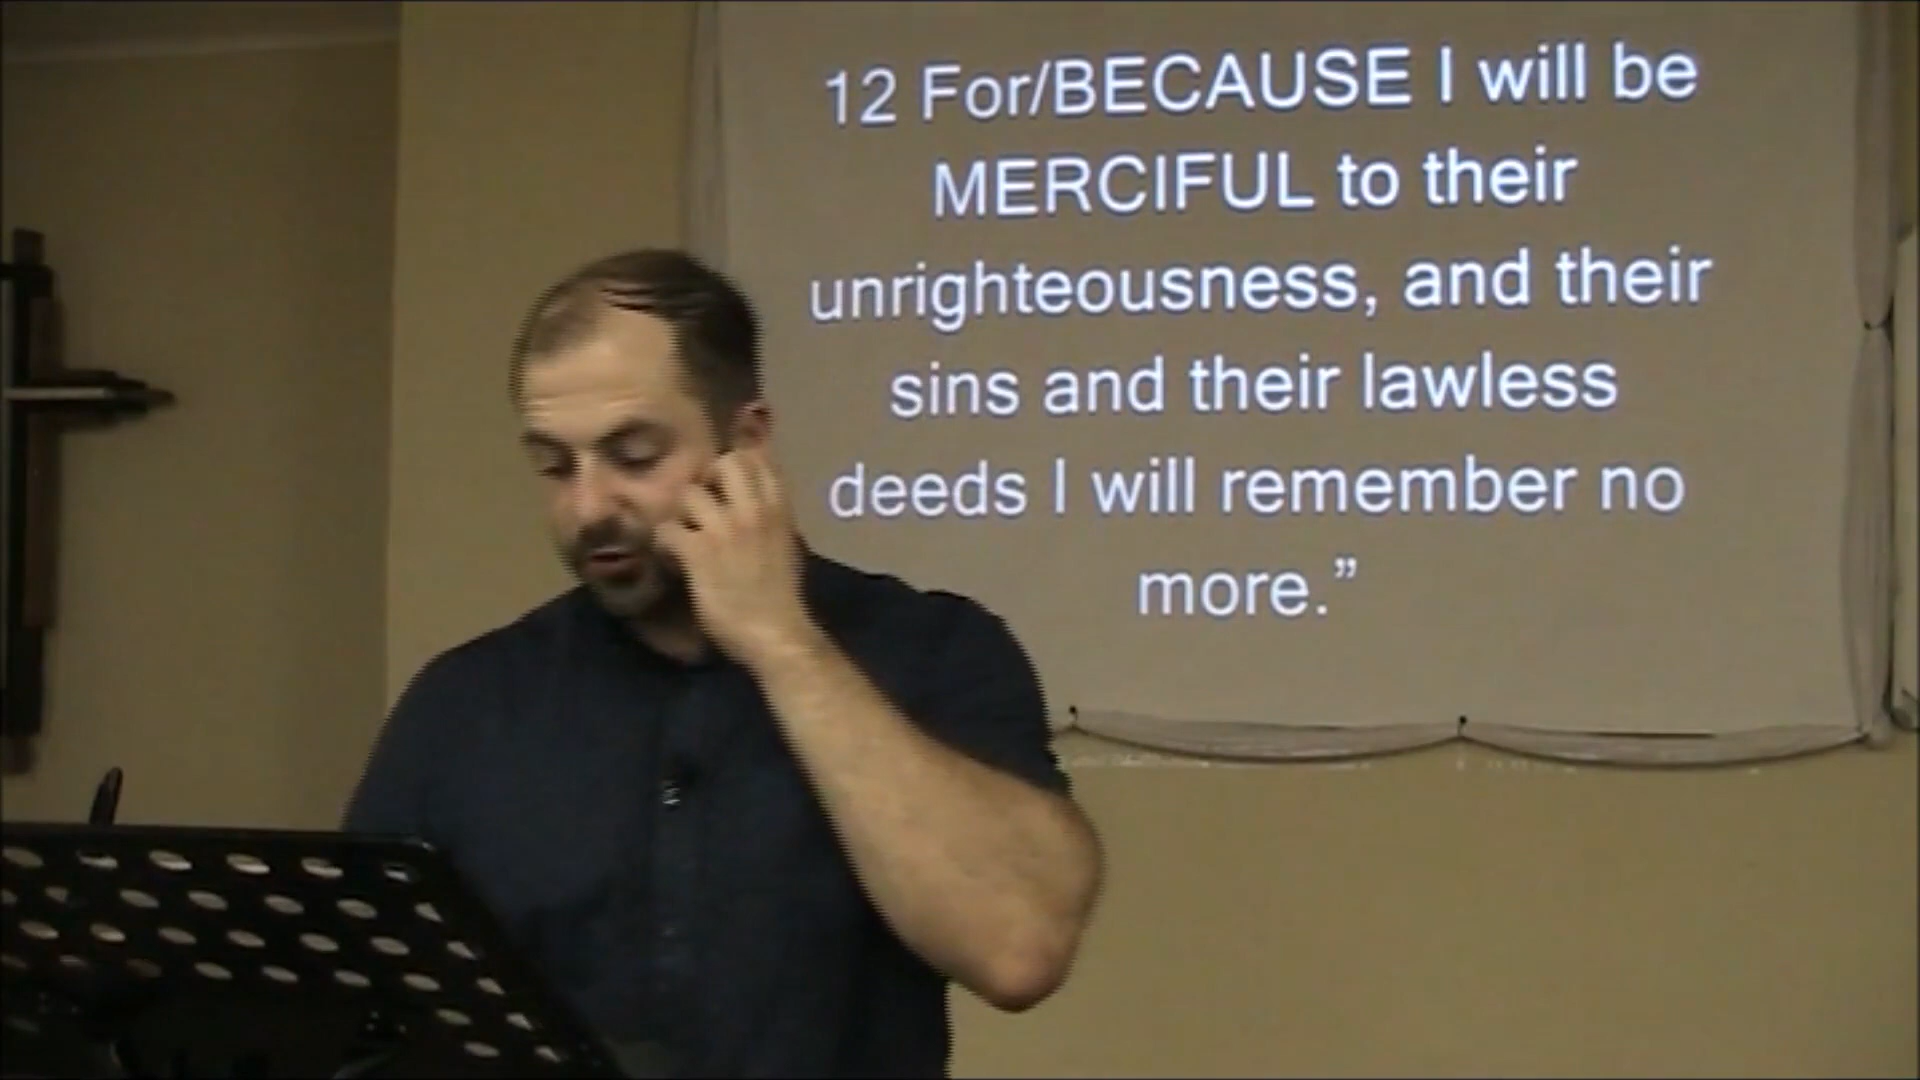 12 For/BECAUSE I will be
MERCIFUL to their
unrighteousness, and their
sins and their lawless
deeds I will remember no
more.”